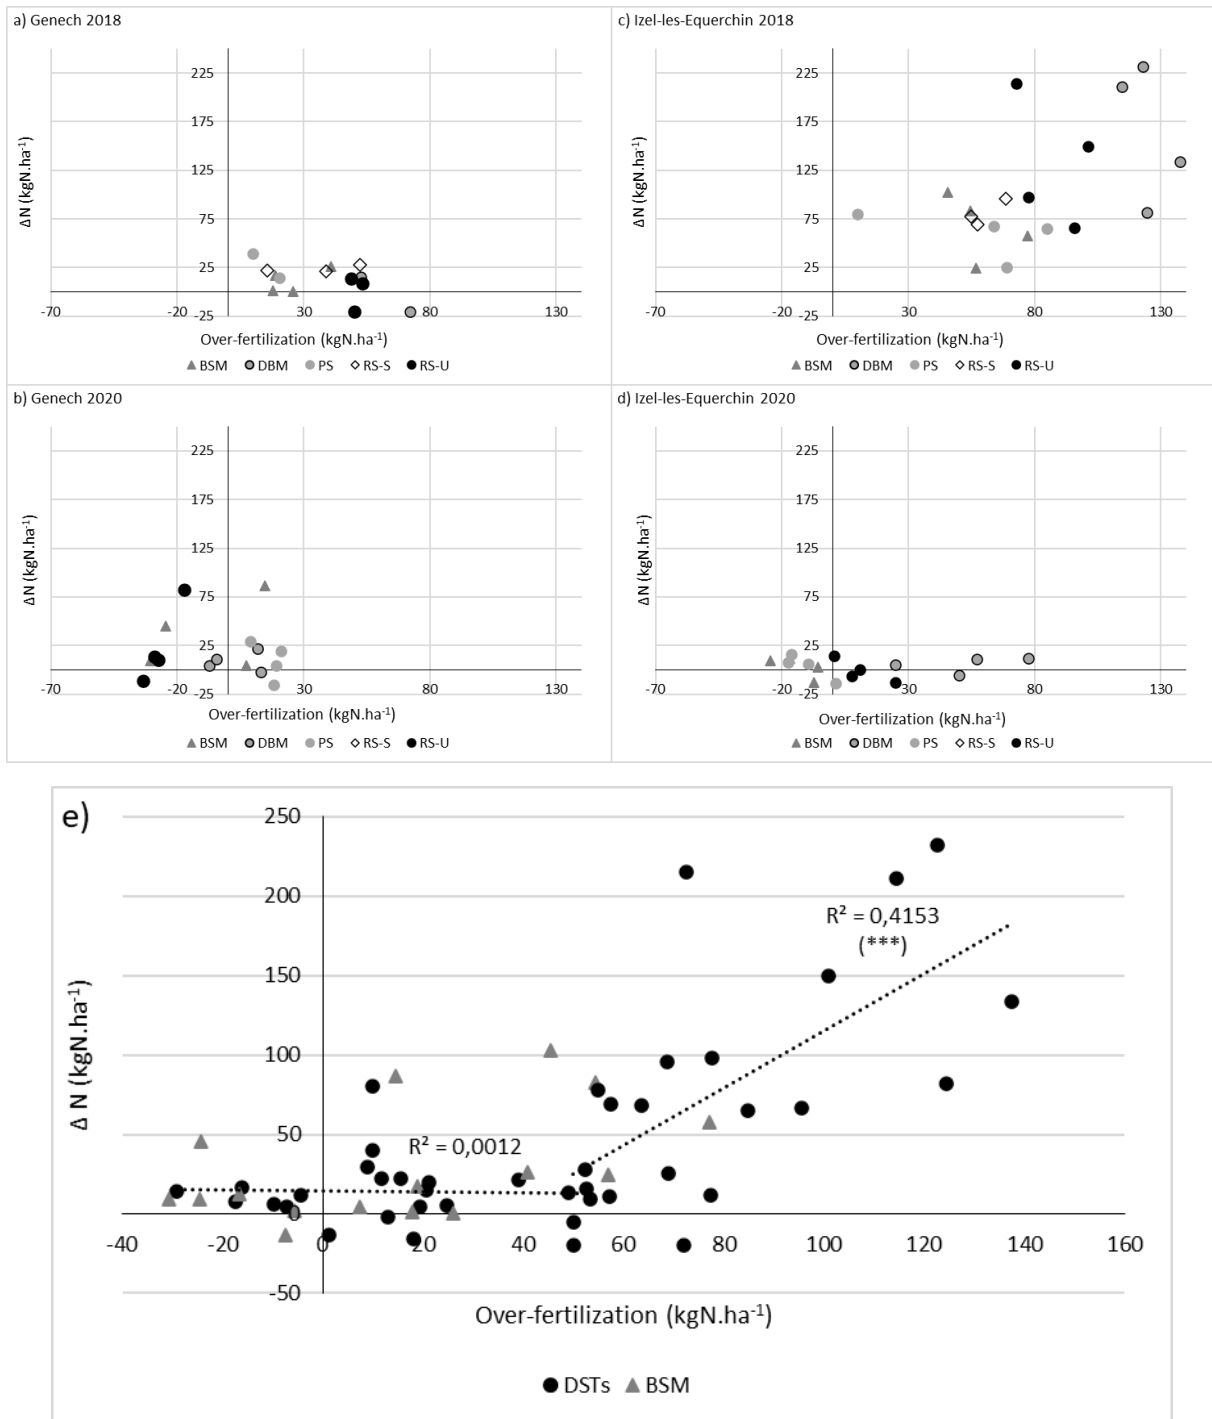 a) Genech 2018
225
175
125
75
25
-25
-70
-20
30
80
130
ΔN (kgN.ha⁻¹)
Over-fertilization (kgN.ha⁻¹)
BSM DBM PS RS-S RS-U
c) Izel-les-Equerchin 2018
225
175
125
75
25
-25
-70
-20
30
80
130
ΔN (kgN.ha⁻¹)
Over-fertilization (kgN.ha⁻¹)
BSM DBM PS RS-S RS-U
b) Genech 2020
225
175
125
75
25
-25
-70
-20
30
80
130
ΔN (kgN.ha⁻¹)
Over-fertilization (kgN.ha⁻¹)
BSM DBM PS RS-S RS-U
d) Izel-les-Equerchin 2020
225
175
125
75
25
-25
-70
-20
30
80
130
ΔN (kgN.ha⁻¹)
Over-fertilization (kgN.ha⁻¹)
BSM DBM PS RS-S RS-U
e)
250
200
150
100
50
0
-50
-40 -20 0 20 40 60 80 100 120 140 160
Δ N (kgN.ha⁻¹)
R² = 0,4153
(***)
R² = 0,0012
Over-fertilization (kgN.ha⁻¹)
DSTs BSM